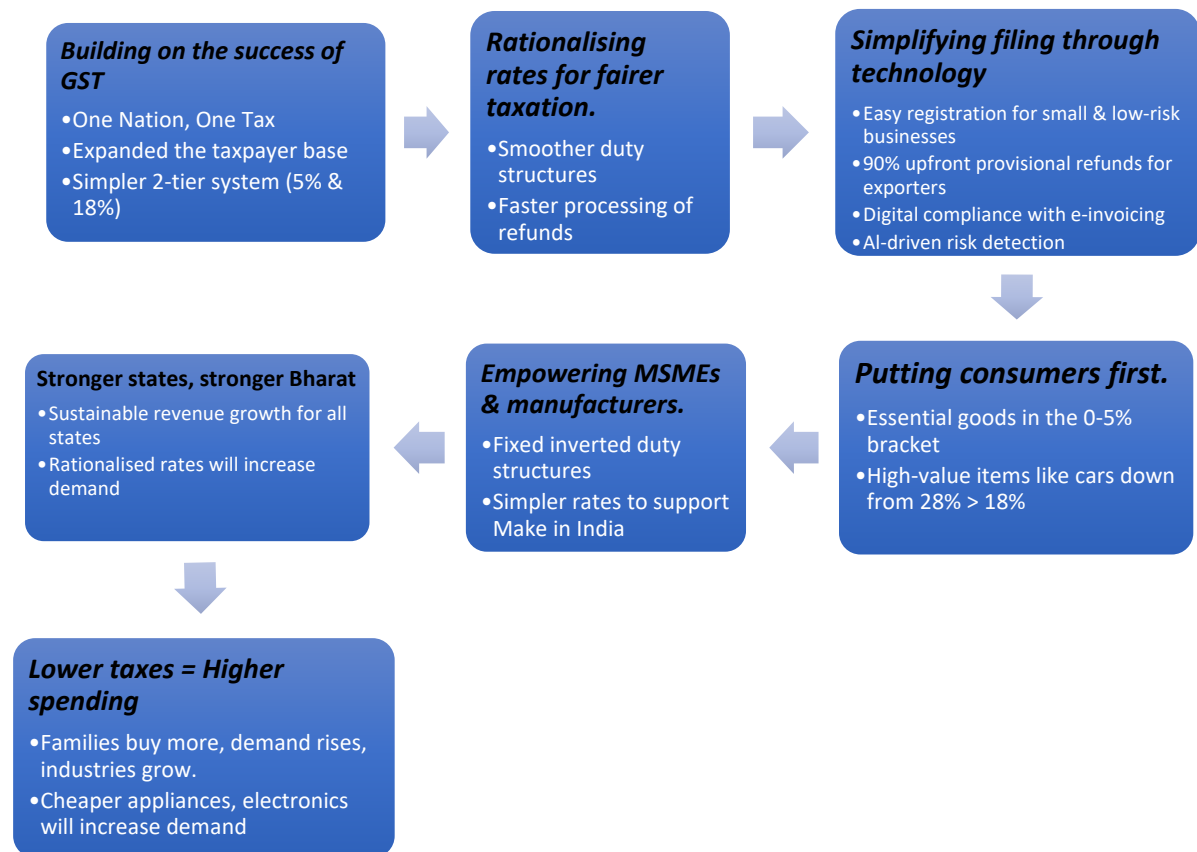 Building on the success of
GST
•One Nation, One Tax
•Expanded the taxpayer base
•Simpler 2-tier system (5% &
18%)
Rationalising
rates for fairer
taxation.
•Smoother duty
structures
•Faster processing of
refunds
Simplifying filing through
technology
•Easy registration for small & low-risk
businesses
•90% upfront provisional refunds for
exporters
•Digital compliance with e-invoicing
•AI-driven risk detection
Putting consumers first.
•Essential goods in the 0-5%
bracket
•High-value items like cars down
from 28% > 18%
Empowering MSMEs
& manufacturers.
•Fixed inverted duty
structures
•Simpler rates to support
Make in India
Stronger states, stronger Bharat
•Sustainable revenue growth for all
states
•Rationalised rates will increase
demand
Lower taxes = Higher
spending
•Families buy more, demand rises,
industries grow.
•Cheaper appliances, electronics
will increase demand